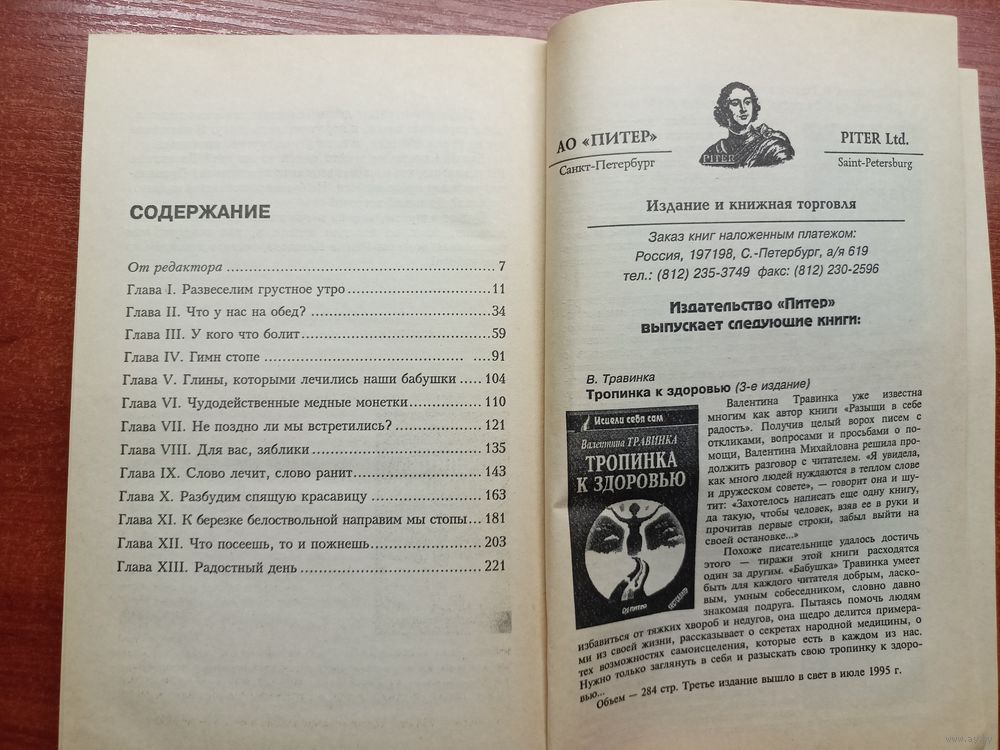 СОДЕРЖАНИЕ
От редактора ........ 7
Глава I. Развеселим грустное утро ........ 11
Глава II. Что у нас на обед? ........ 34
Глава III. У кого что болит ........ 59
Глава IV. Гимн стопе ........ 91
Глава V. Глины, которыми лечились наши бабушки ..... 104
Глава VI. Чудодейственные медные монетки ........ 110
Глава VII. Не поздно ли мы встретились? ........ 121
Глава VIII. Для вас, зяблики ........ 135
Глава IX. Слово лечит, слово ранит ........ 143
Глава X. Разбудим спящую красавицу ........ 163
Глава XI. К березке белоствольной направим мы стопы .. 181
Глава XII. Что посеешь, то и пожнешь ........ 203
Глава XIII. Радостный день ........ 221
АО «ПИТЕР»
Санкт-Петербург
PITER
PITER Ltd.
Saint-Petersburg
Издание и книжная торговля
Заказ книг наложенным платежом:
Россия, 197198, С.-Петербург, а/я 619
тел.: (812) 235-3749 факс: (812) 230-2596
Издательство «Питер»
выпускает следующие книги:
В. Травинка
Тропинка к здоровью (3-е издание)
Исцели себя сам
Валентина ТРАВИНКА
ТРОПИНКА
К ЗДОРОВЬЮ
ПИТЕР
Валентина Травинка уже известна
многим как автор книги «Разыщи в себе
радость». Получив целый ворох писем с
откликами, вопросами и просьбами о по-
мощи, Валентина Михайловна решила про-
должить разговор с читателем. «Я увидела,
как много людей нуждаются в теплом слове
и дружеском совете», — говорит она и шу-
тит: «Захотелось написать еще одну книгу,
да такую, чтобы человек, взяв ее в руки и
прочитав первые строки, забыл выйти на
своей остановке...»
Похоже писательнице удалось достичь
этого — тиражи этой книги расходятся
один за другим. «Бабушка» Травинка умеет
быть для каждого читателя добрым, ласко-
вым, умным собеседником, словно давно
знакомая подруга. Пытаясь помочь людям
избавиться от тяжких хвороб и недугов, она щедро делится примера-
ми из своей жизни, рассказывает о секретах народной медицины, о
тех возможностях самоисцеления, которые есть в каждом из нас.
Нужно только заглянуть в себя и разыскать свою тропинку к здоро-
вью...
Объем — 284 стр. Третье издание вышло в свет в июле 1995 г.